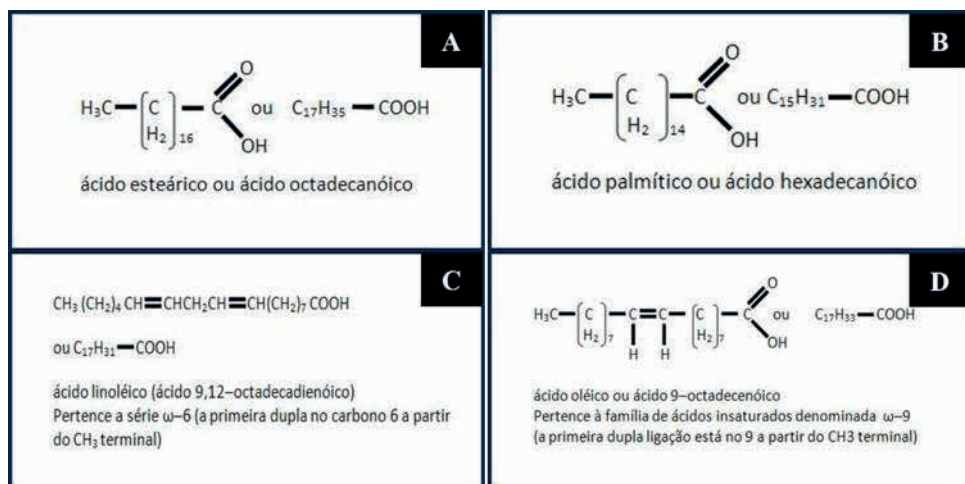 A
H₃C—(C H₂)₁₆—C O OH ou C₁₇H₃₅—COOH
ácido esteárico ou ácido octadecanóico
B
H₃C—(C H₂)₁₄—C O OH ou C₁₅H₃₁—COOH
ácido palmítico ou ácido hexadecanóico
C
CH₃ (CH₂)₄ CH=CHCH₂CH=CH(CH₂)₇ COOH
ou C₁₇H₃₁—COOH
ácido linoléico (ácido 9,12–octadecadienóico)
Pertence a série ω–6 (a primeira dupla no carbono 6 a partir
do CH₃ terminal)
D
H₃C—(C H₂)₇—C=C—(C H₂)₇—C O OH ou C₁₇H₃₃—COOH
H H
ácido oléico ou ácido 9–octadecenóico
Pertence à família de ácidos insaturados denominada ω–9
(a primeira dupla ligação está no 9 a partir do CH3 terminal)